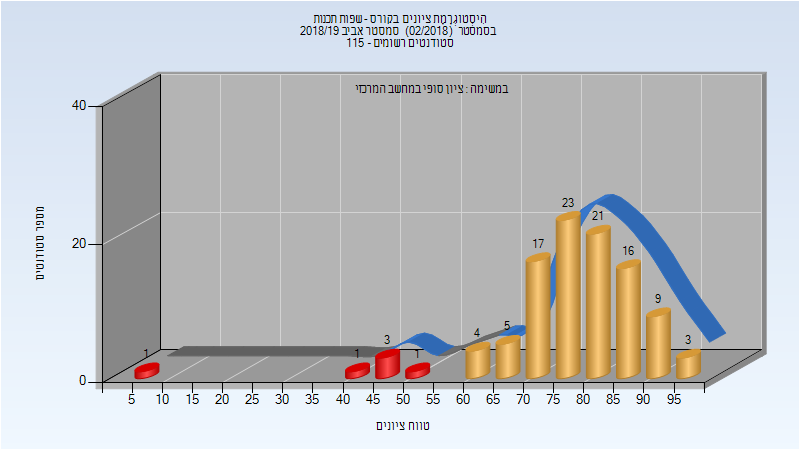 היסטוגרמת ציונים בקורס - שפות תכנות
בסמסטר (02/2018) סמסטר אביב 2018/19
סטודנטים רשומים - 115
במשימה : ציון סופי במחשב המרכזי
מספר סטודנטים
40
20
0
1
1
3
1
4
5
17
23
21
16
9
3
5 10 15 20 25 30 35 40 45 50 55 60 65 70 75 80 85 90 95
טווח ציונים